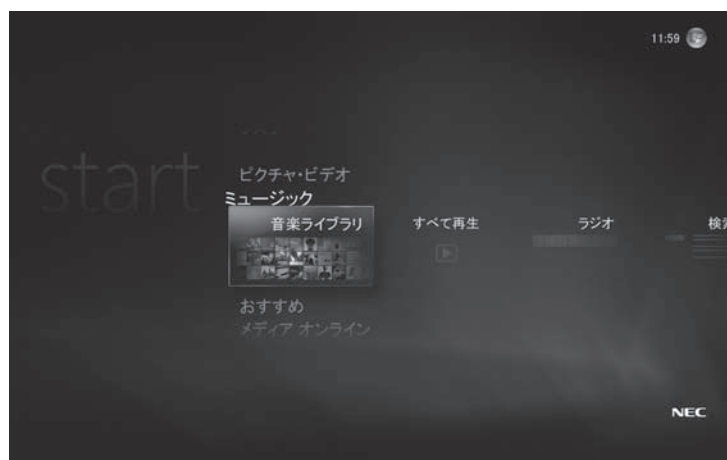 11:59
start
ピクチャ・ビデオ
ミュージック
音楽ライブラリ すべて再生 ラジオ 検索
おすすめ
メディア オンライン
NEC